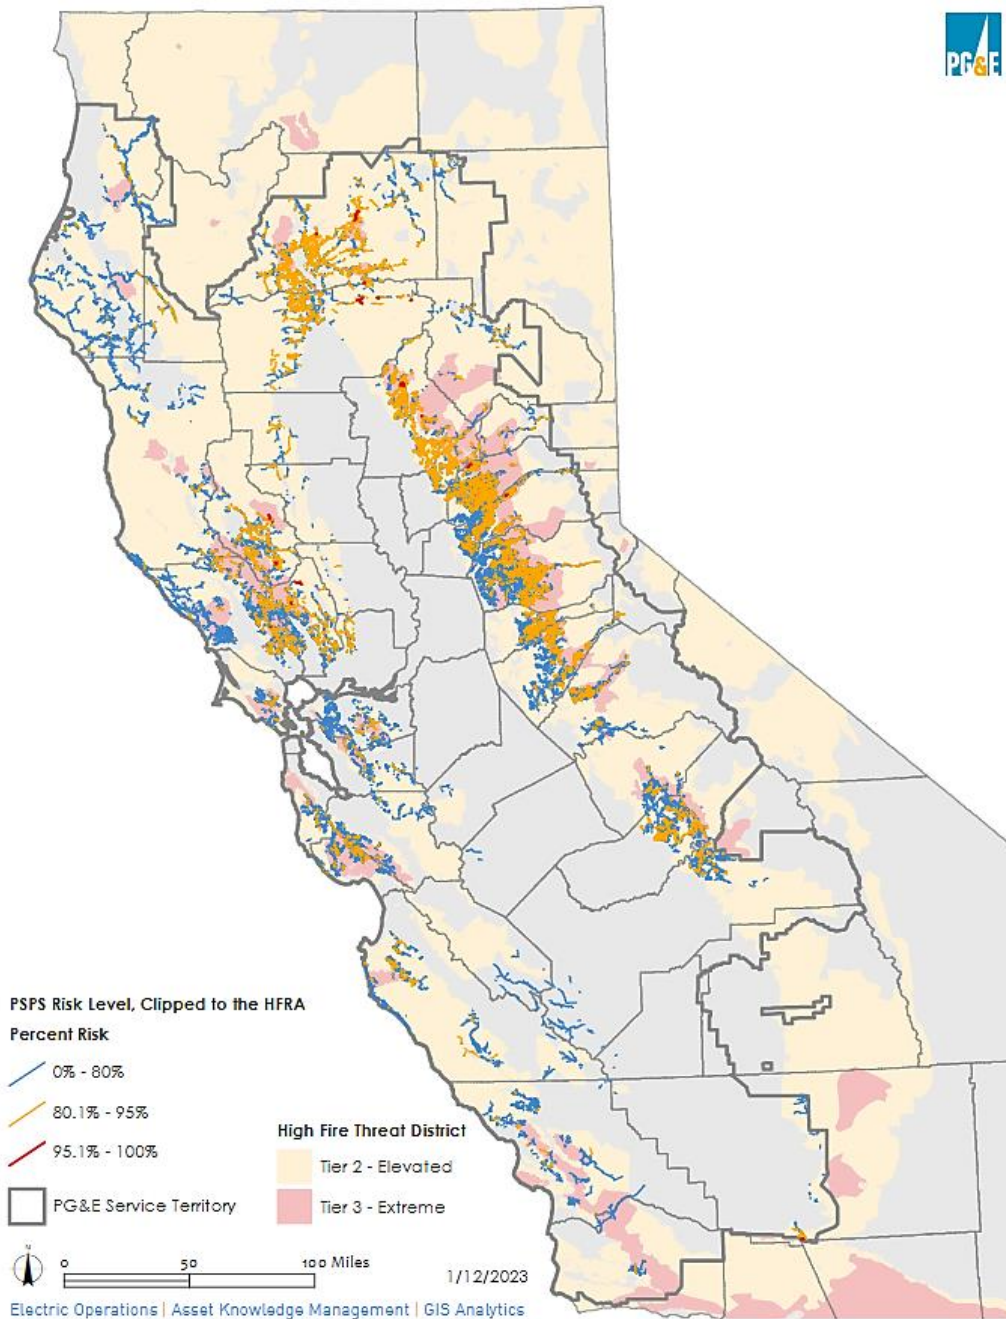 PG&E
PSPS Risk Level, Clipped to the HFRA
Percent Risk
0% - 80%
80.1% - 95%
95.1% - 100%
PG&E Service Territory
High Fire Threat District
Tier 2 - Elevated
Tier 3 - Extreme
N
0 50 100 Miles
1/12/2023
Electric Operations | Asset Knowledge Management | GIS Analytics